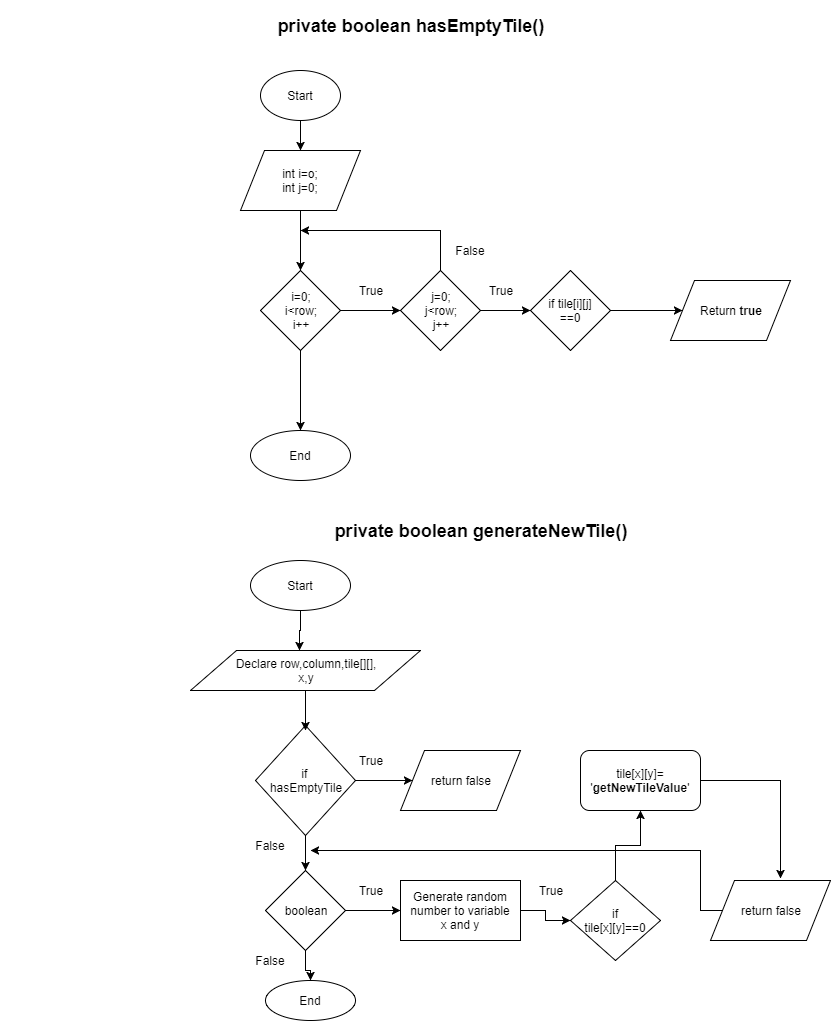 private boolean hasEmptyTile()
Start
int i=o;
int j=0;
False
i=0;
i<row;
i++
True
j=0;
j<row;
j++
True
if tile[i][j]
==0
Return true
End
private boolean generateNewTile()
Start
Declare row,column,tile[][],
x,y
if
hasEmptyTile
True
return false
tile[x][y]=
'getNewTileValue'
False
boolean
True
Generate random
number to variable
x and y
True
if
tile[x][y]==0
return false
False
End